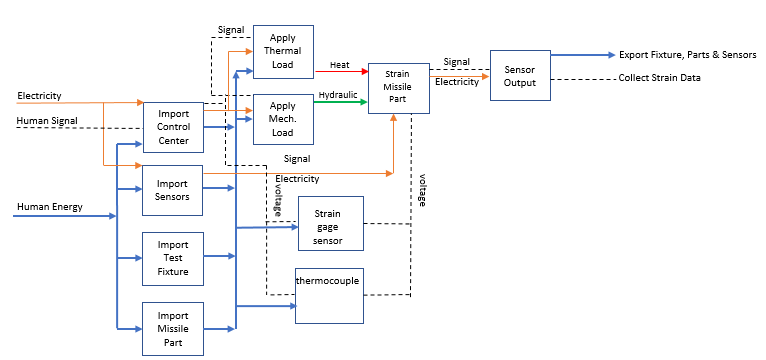 Signal
Apply
Thermal
Load
Heat
Export Fixture, Parts & Sensors
Signal
Electricity
Strain
Missile
Part
Sensor
Output
Collect Strain Data
Electricity
Human Signal
Import
Control
Center
Apply
Mech.
Load
Hydraulic
Signal
Electricity
Import
Sensors
voltage
voltage
Human Energy
Strain
gage
sensor
Import
Test
Fixture
thermocouple
Import
Missile
Part